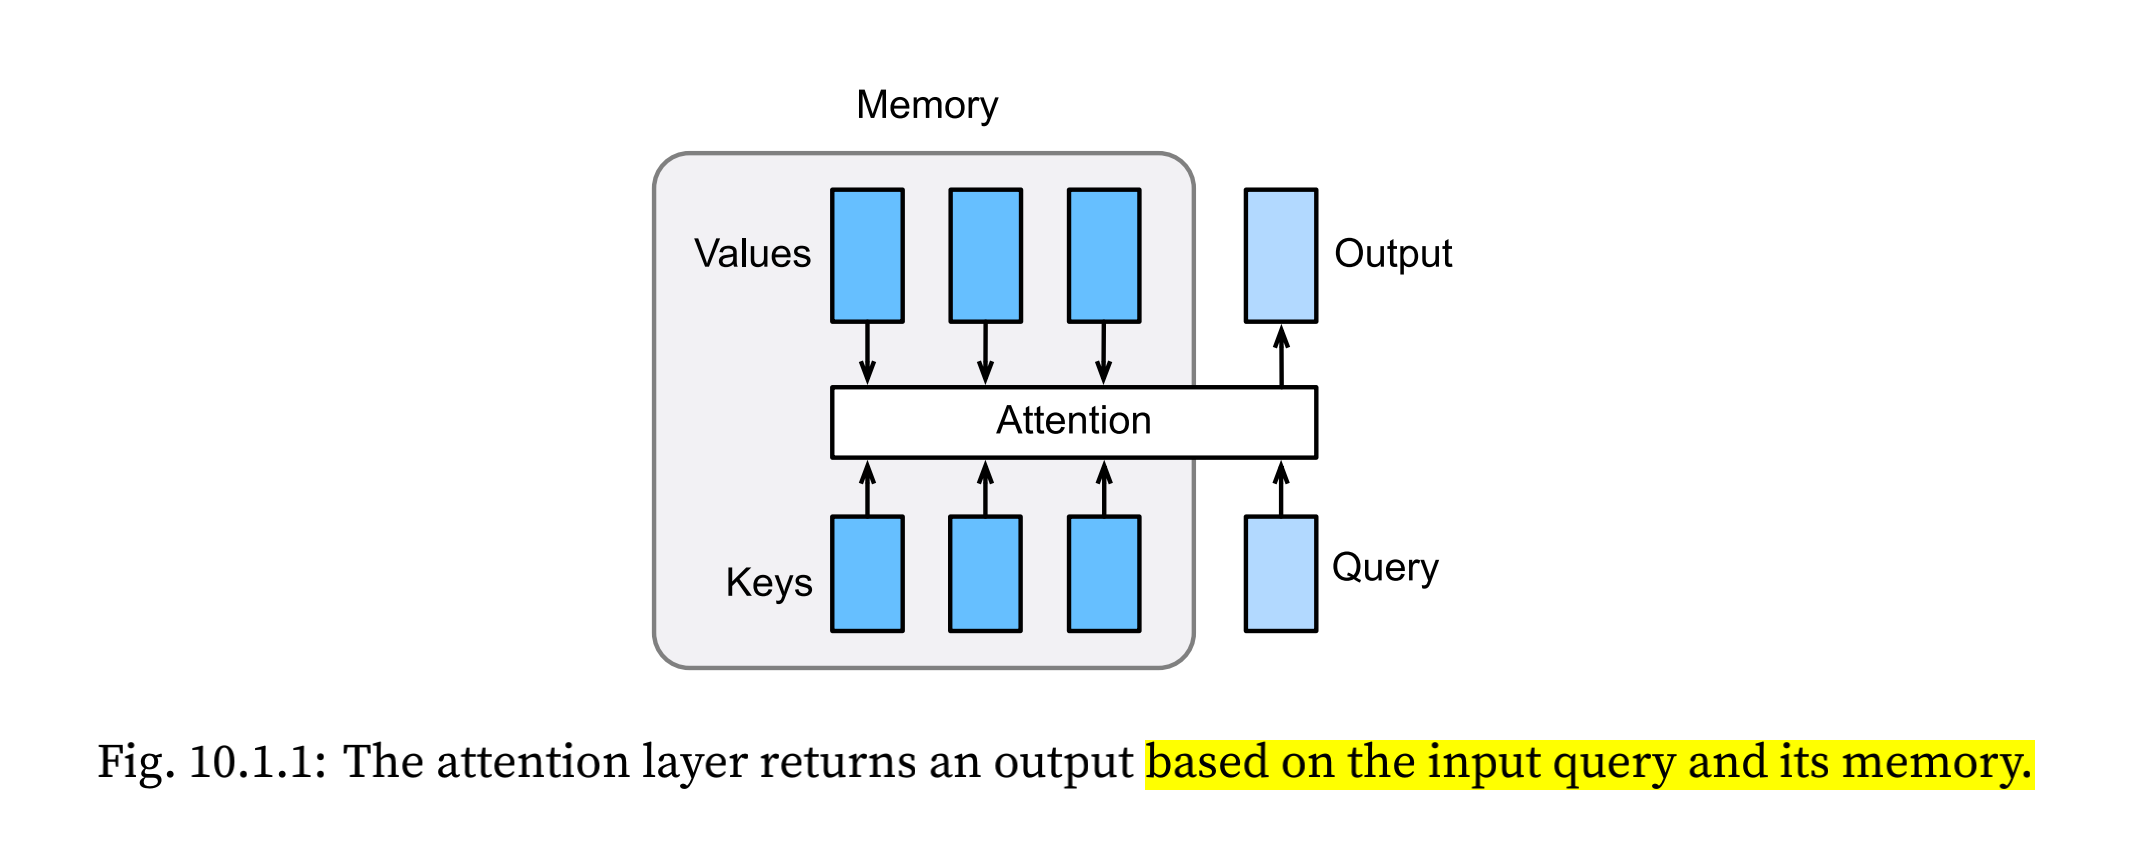 Memory
Values
Output
Attention
Keys
Query
Fig. 10.1.1: The attention layer returns an output based on the input query and its memory.